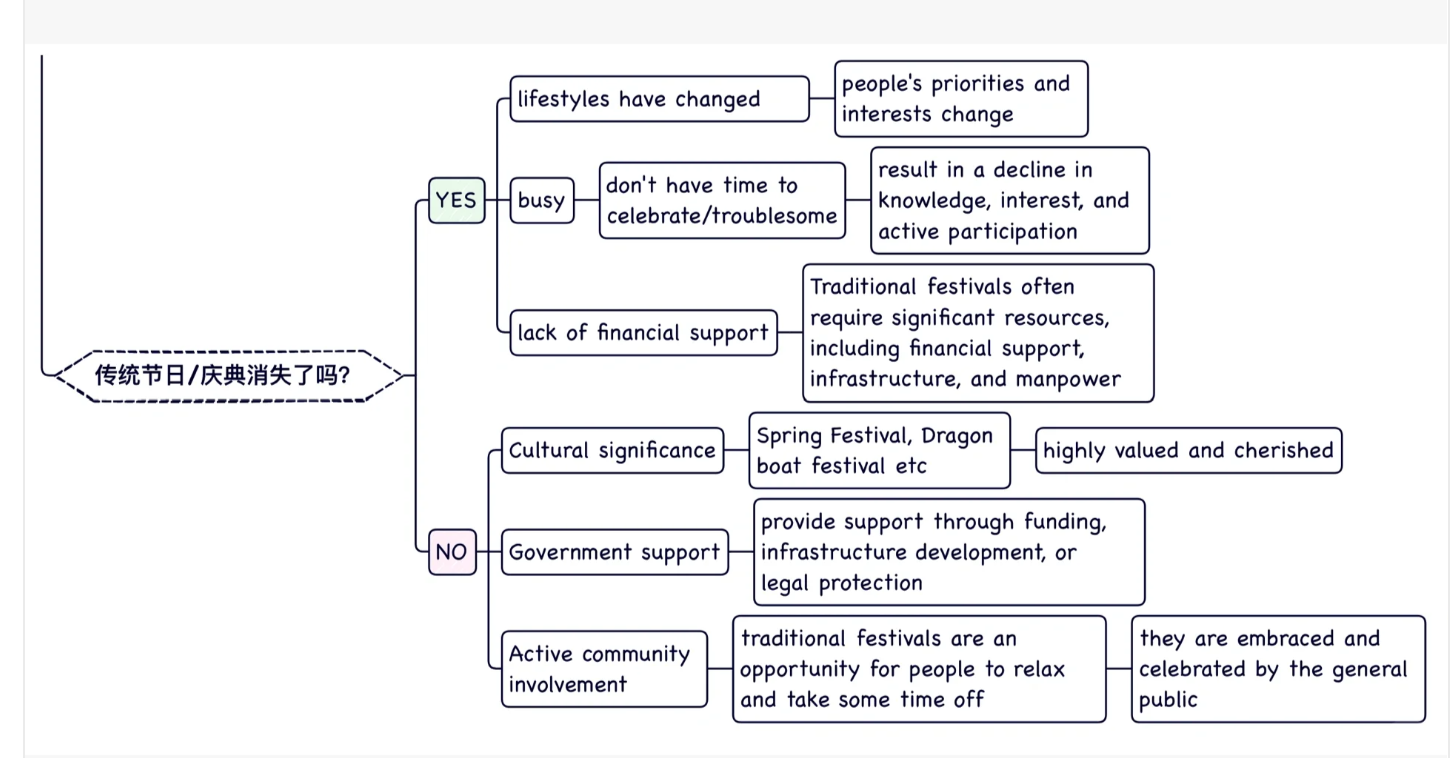 传统节日/庆典消失了吗?
YES
lifestyles have changed
people's priorities and
interests change
busy
don't have time to
celebrate/troublesome
result in a decline in
knowledge, interest, and
active participation
lack of financial support
Traditional festivals often
require significant resources,
including financial support,
infrastructure, and manpower
NO
Cultural significance
Spring Festival, Dragon
boat festival etc
highly valued and cherished
Government support
provide support through funding,
infrastructure development, or
legal protection
Active community
involvement
traditional festivals are an
opportunity for people to relax
and take some time off
they are embraced and
celebrated by the general
public